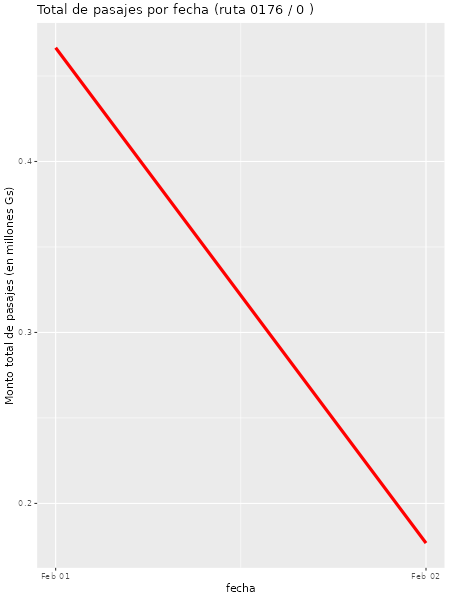 Total de pasajes por fecha (ruta 0176 / 0 )
Monto total de pasajes (en millones Gs)
0.4
0.3
0.2
Feb 01
Feb 02
fecha